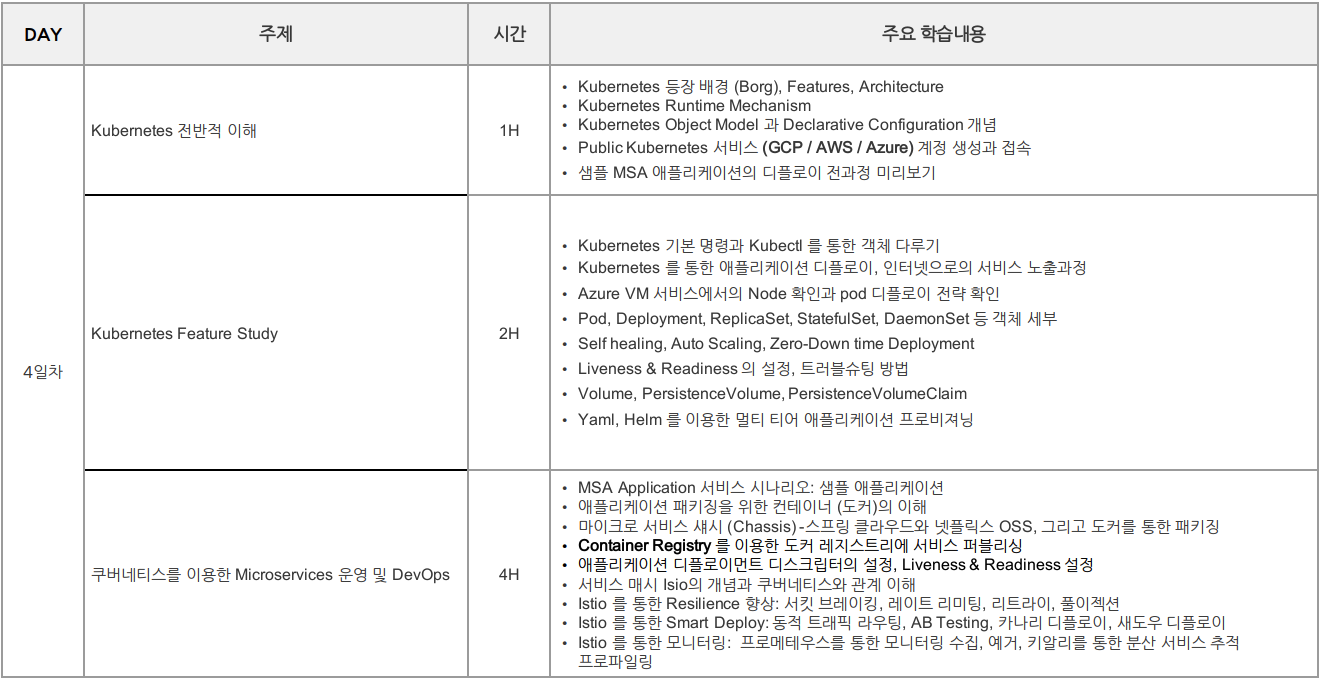 DAY 주제 시간 주요 학습내용
4일차
Kubernetes 전반적 이해
1H
• Kubernetes 등장 배경 (Borg), Features, Architecture
• Kubernetes Runtime Mechanism
• Kubernetes Object Model 과 Declarative Configuration 개념
• Public Kubernetes 서비스 (GCP / AWS / Azure) 계정 생성과 접속
• 샘플 MSA 애플리케이션의 디플로이 전과정 미리보기
Kubernetes Feature Study
2H
• Kubernetes 기본 명령과 Kubectl 를 통한 객체 다루기
• Kubernetes 를 통한 애플리케이션 디플로이, 인터넷으로의 서비스 노출과정
• Azure VM 서비스에서의 Node 확인과 pod 디플로이 전략 확인
• Pod, Deployment, ReplicaSet, StatefulSet, DaemonSet 등 객체 세부
• Self healing, Auto Scaling, Zero-Down time Deployment
• Liveness & Readiness 의 설정, 트러블슈팅 방법
• Volume, PersistenceVolume, PersistenceVolumeClaim
• Yaml, Helm 를 이용한 멀티 티어 애플리케이션 프로비져닝
쿠버네티스를 이용한 Microservices 운영 및 DevOps
4H
• MSA Application 서비스 시나리오: 샘플 애플리케이션
• 애플리케이션 패키징을 위한 컨테이너 (도커)의 이해
• 마이크로 서비스 섀시 (Chassis) - 스프링 클라우드와 넷플릭스 OSS, 그리고 도커를 통한 패키징
• Container Registry 를 이용한 도커 레지스트리에 서비스 퍼블리싱
• 애플리케이션 디플로이먼트 디스크립터의 설정, Liveness & Readiness 설정
• 서비스 매시 Isio의 개념과 쿠버네티스와 관계 이해
• Istio 를 통한 Resilience 향상: 서킷 브레이킹, 레이트 리미팅, 리트라이, 풀이젝션
• Istio 를 통한 Smart Deploy: 동적 트래픽 라우팅, AB Testing, 카나리 디플로이, 새도우 디플로이
• Istio 를 통한 모니터링: 프로메테우스를 통한 모니터링 수집, 예거, 키알리를 통한 분산 서비스 추적
프로파일링